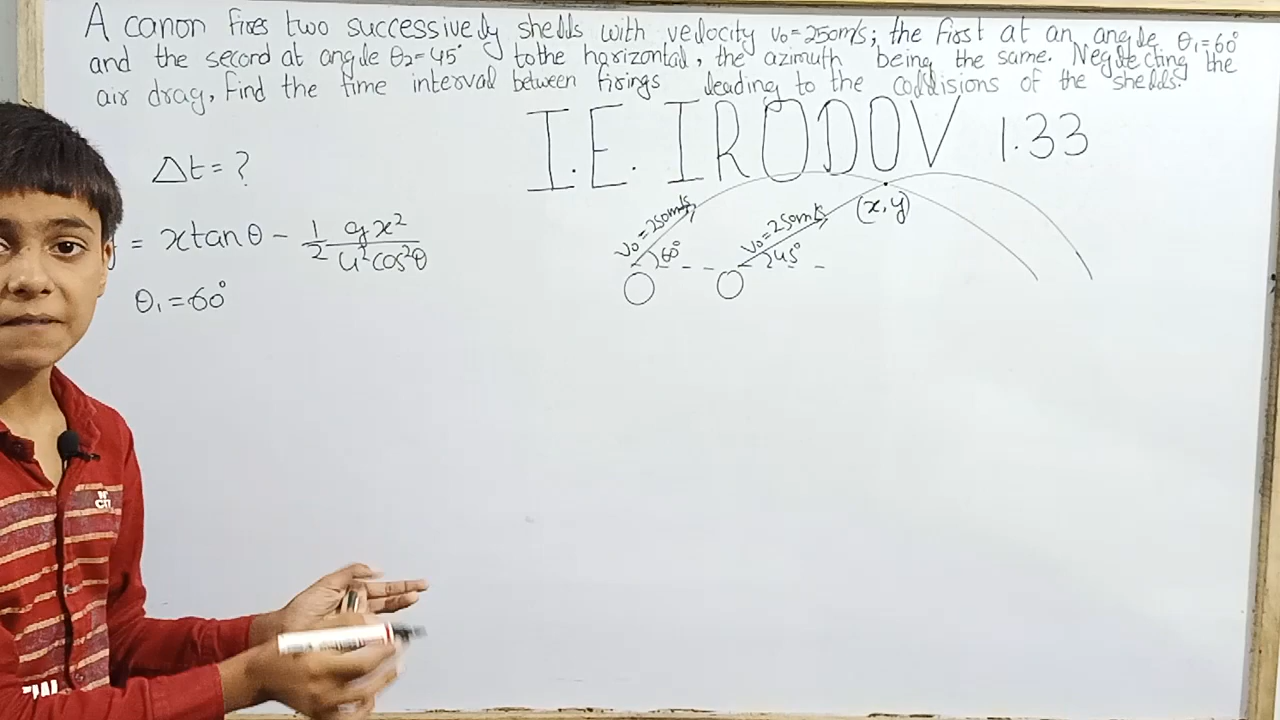 A canon fires two successively shells with velocity v₀=250m/s; the first at an angle θ₁=60°
and the second at angle θ₂=45° to the horizontal, the azimuth being the same. Neglecting the
air drag, find the time interval between firings leading to the collisions of the shells.
I.E. IRODOV 1.33
Δt = ?
= x tanθ - 1/2 gx²/u²cos²θ
θ₁ = 60°
v₀ = 250m/s
60°
v₀ = 250m/s
45°
(x,y)